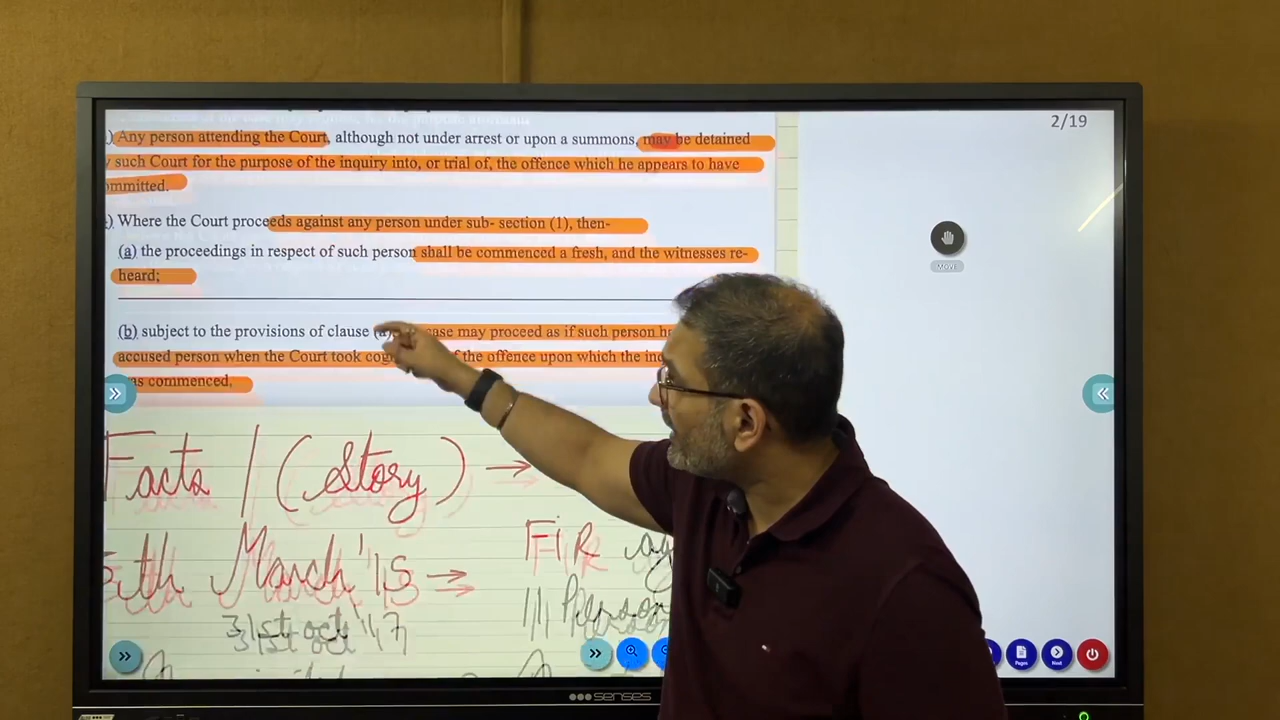 ) Any person attending the Court, although not under arrest or upon a summons, may be detained
such Court for the purpose of the inquiry into, or trial of, the offence which he appears to have
ommitted.
) Where the Court proceeds against any person under sub- section (1), then-
(a) the proceedings in respect of such person shall be commenced a fresh, and the witnesses re-
heard;
(b) subject to the provisions of clause (a), case may proceed as if such person
accused person when the Court took of the offence upon which the
as commenced,
2/19
MOVE
Facts / (Story) →
5th March '15 → FIR
31st oct '17 11 Person
Pages
Next
senses